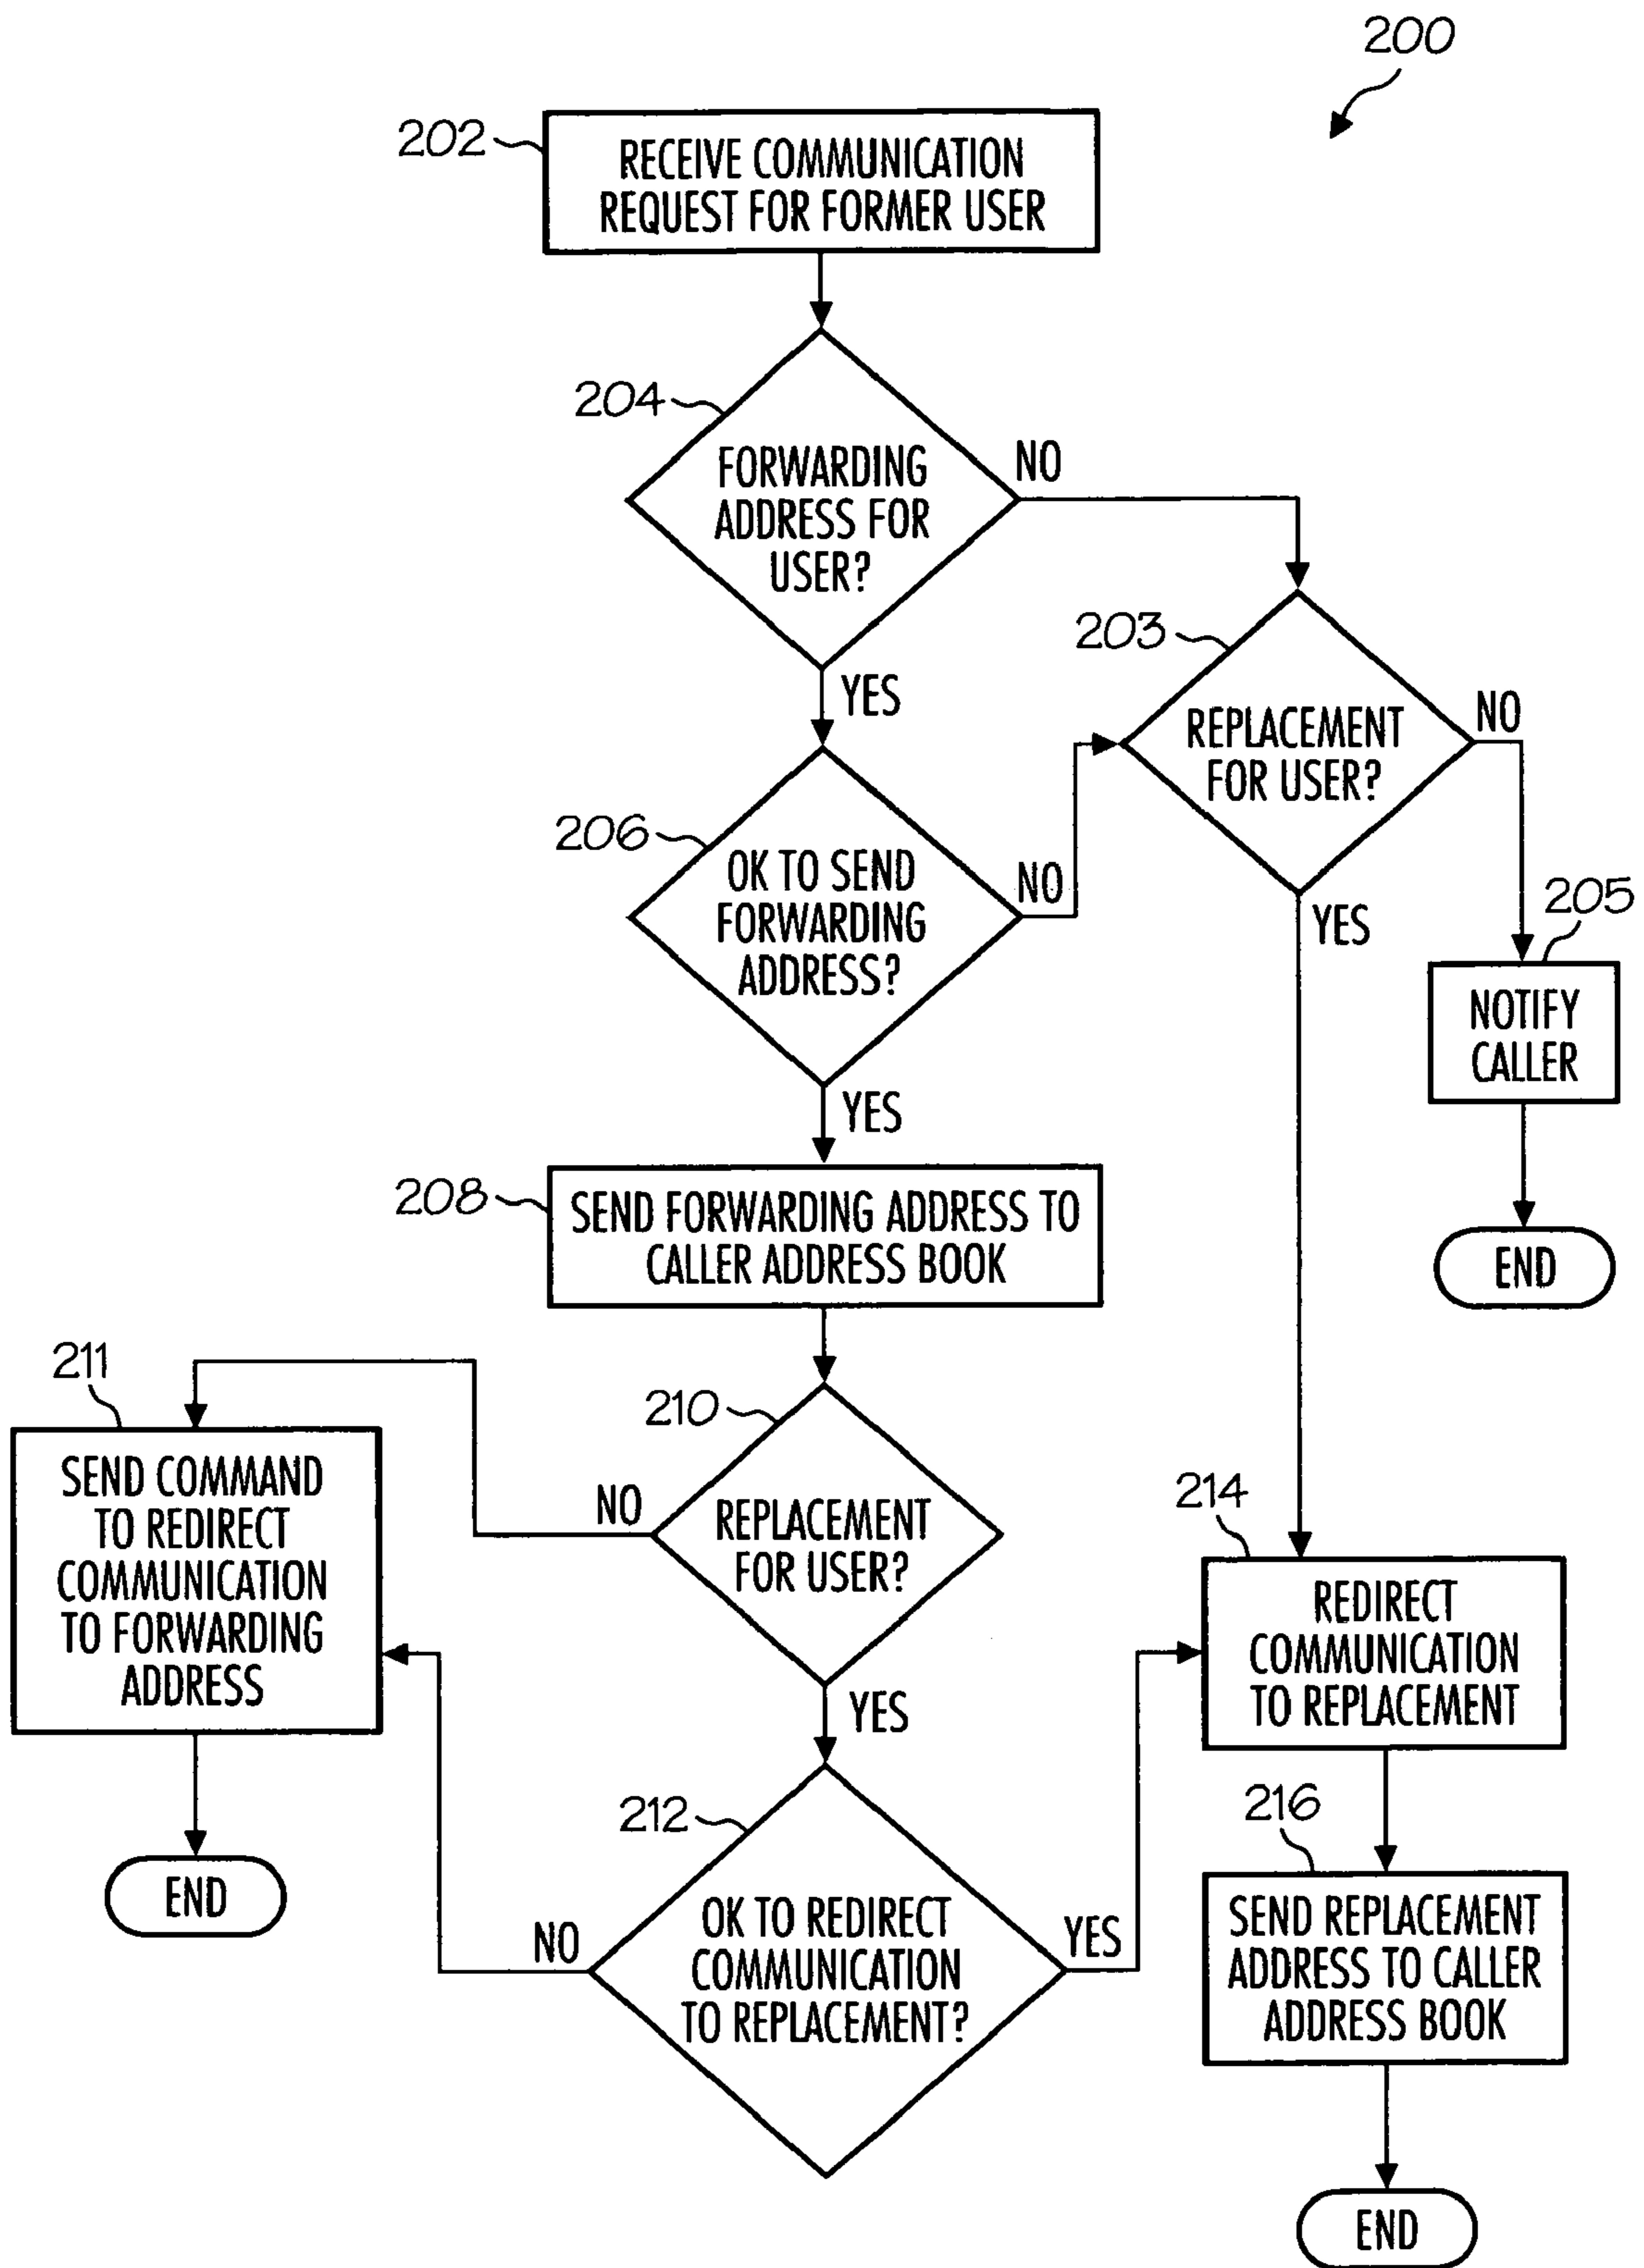 200
202
RECEIVE COMMUNICATION
REQUEST FOR FORMER USER
204
FORWARDING
ADDRESS FOR
USER?
NO
YES
203
REPLACEMENT
FOR USER?
NO
YES
206
OK TO SEND
FORWARDING
ADDRESS?
NO
YES
205
NOTIFY
CALLER
END
208
SEND FORWARDING ADDRESS TO
CALLER ADDRESS BOOK
211
SEND COMMAND
TO REDIRECT
COMMUNICATION
TO FORWARDING
ADDRESS
END
210
REPLACEMENT
FOR USER?
NO
YES
212
OK TO REDIRECT
COMMUNICATION
TO REPLACEMENT?
NO
YES
214
REDIRECT
COMMUNICATION
TO REPLACEMENT
216
SEND REPLACEMENT
ADDRESS TO CALLER
ADDRESS BOOK
END